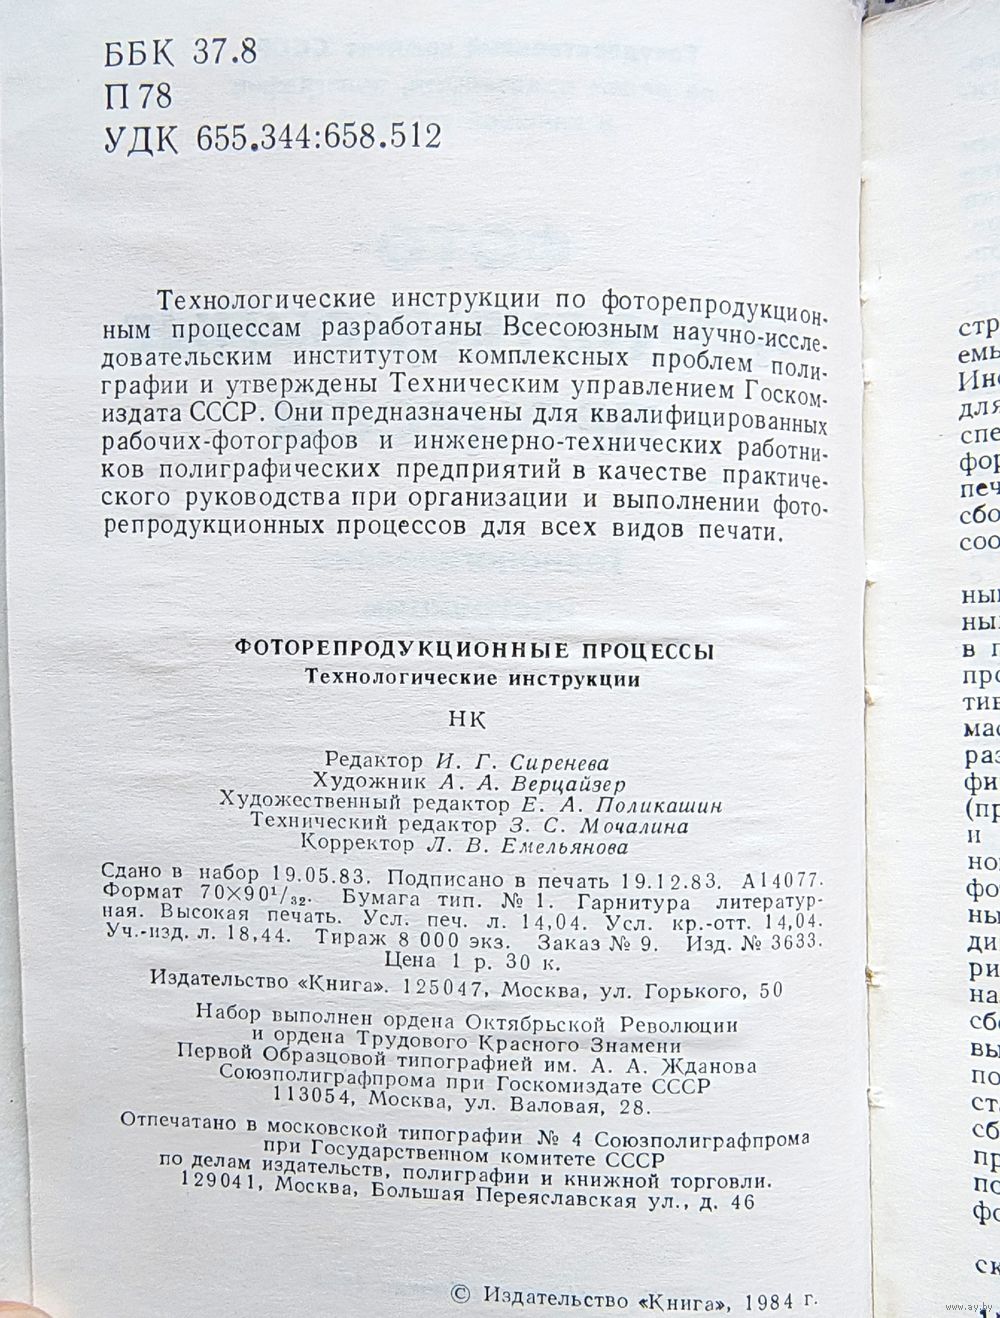 ББК 37.8
П 78
УДК 655.344:658.512
Технологические инструкции по фоторепродукцион-
ным процессам разработаны Всесоюзным научно-иссле-
довательским институтом комплексных проблем поли-
графии и утверждены Техническим управлением Госком-
издата СССР. Они предназначены для квалифицированных
рабочих-фотографов и инженерно-технических работни-
ков полиграфических предприятий в качестве практиче-
ского руководства при организации и выполнении фото-
репродукционных процессов для всех видов печати.
ФОТОРЕПРОДУКЦИОННЫЕ ПРОЦЕССЫ
Технологические инструкции
НК
Редактор И. Г. Сиренева
Художник А. А. Верцайзер
Художественный редактор Е. А. Поликашин
Технический редактор З. С. Мочалина
Корректор Л. В. Емельянова
Сдано в набор 19.05.83. Подписано в печать 19.12.83. А14077.
Формат 70×90¹/₃₂. Бумага тип. № 1. Гарнитура литератур-
ная. Высокая печать. Усл. печ. л. 14,04. Усл. кр.-отт. 14,04.
Уч.-изд. л. 18,44. Тираж 8 000 экз. Заказ № 9. Изд. № 3633.
Цена 1 р. 30 к.
Издательство «Книга». 125047, Москва, ул. Горького, 50
Набор выполнен ордена Октябрьской Революции
и ордена Трудового Красного Знамени
Первой Образцовой типографией им. А. А. Жданова
Союзполиграфпрома при Госкомиздате СССР
113054, Москва, ул. Валовая, 28.
Отпечатано в московской типографии № 4 Союзполиграфпрома
при Государственном комитете СССР
по делам издательств, полиграфии и книжной торговли.
129041, Москва, Большая Переяславская ул., д. 46
© Издательство «Книга», 1984 г.
www.ay.by